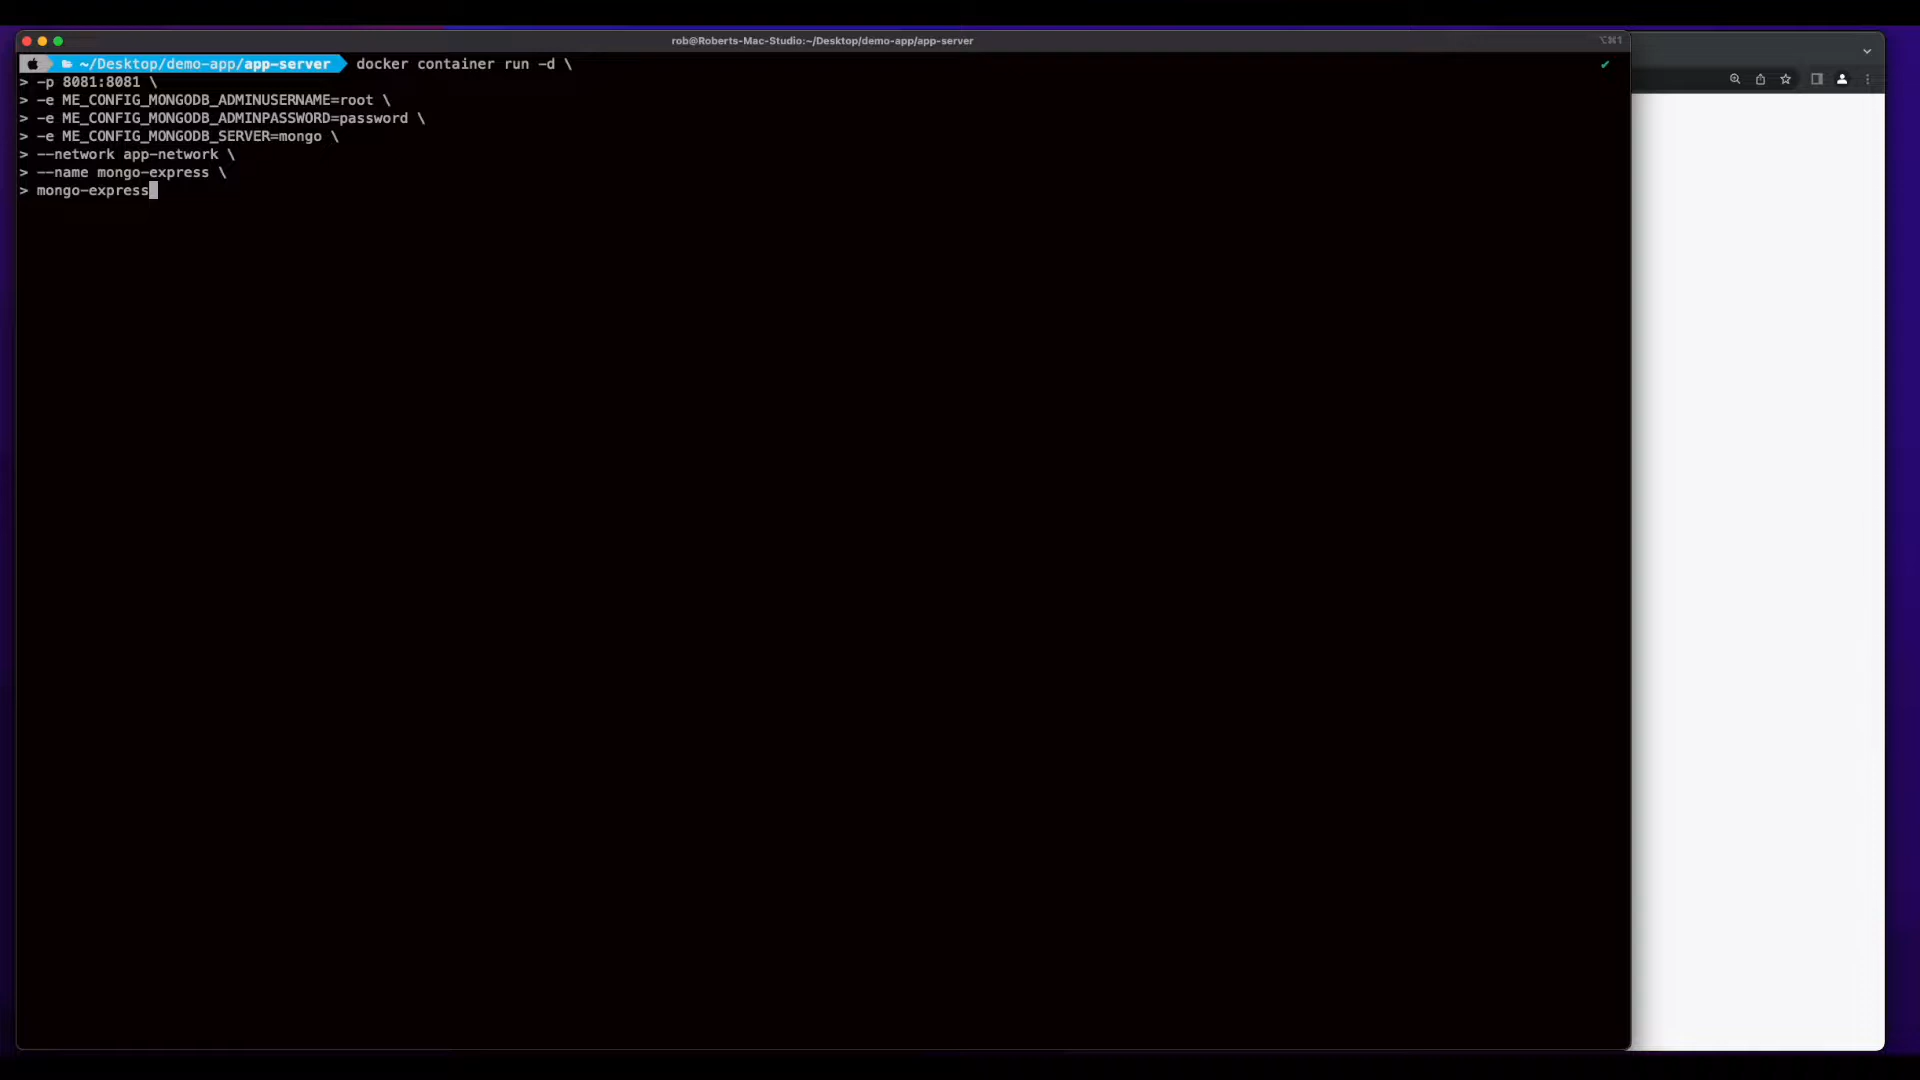 rob@Roberts-Mac-Studio:~/Desktop/demo-app/app-server
⌥⌘1
~/Desktop/demo-app/app-server docker container run -d \
> -p 8081:8081 \
> -e ME_CONFIG_MONGODB_ADMINUSERNAME=root \
> -e ME_CONFIG_MONGODB_ADMINPASSWORD=password \
> -e ME_CONFIG_MONGODB_SERVER=mongo \
> --network app-network \
> --name mongo-express \
> mongo-express